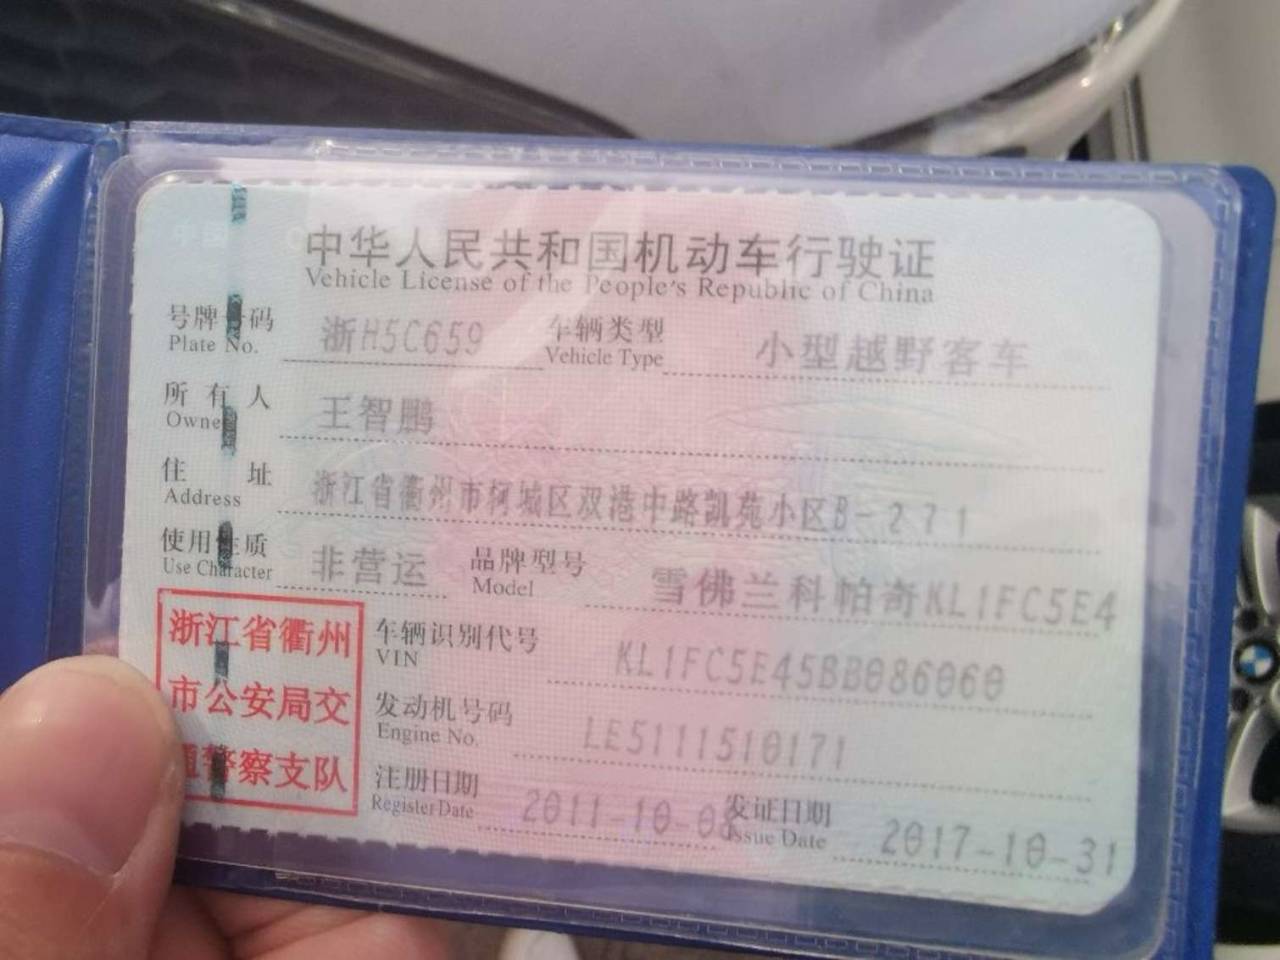 中华人民共和国机动车行驶证
Vehicle License of the People's Republic of China
号牌号码 浙H5C659 车辆类型 小型越野客车
Plate No. Vehicle Type
所有人 王智鹏
Owner
住址 浙江省衢州市柯城区双港中路凯苑小区B-271
Address
使用性质 非营运 品牌型号 雪佛兰科帕奇KL1FC5E4
Use Character Model
浙江省衢州
市公安局交
通警察支队
车辆识别代号 KL1FC5E45BB086060
VIN
发动机号码 LE5111510171
Engine No.
注册日期 2011-10-08 发证日期 2017-10-31
Register Date Issue Date